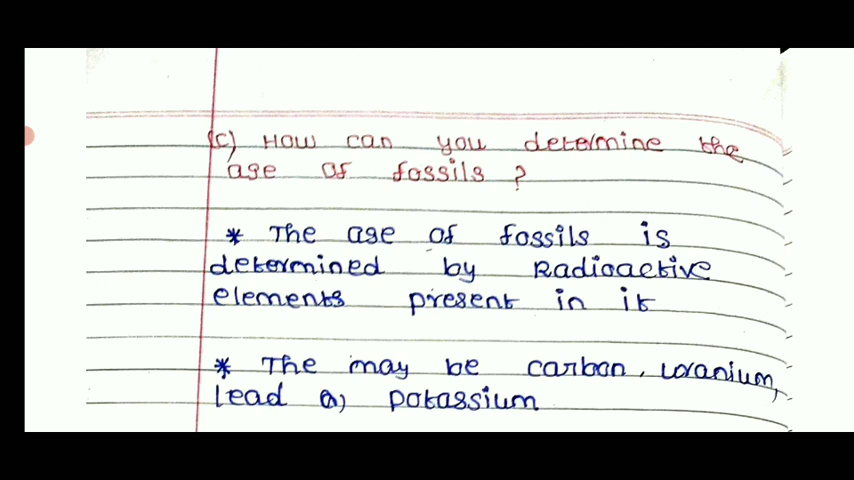 (c) How can you determine the
age of fossils ?
* The age of fossils is
determined by Radioactive
elements present in it
* The may be carbon, uranium,
lead (or) potassium